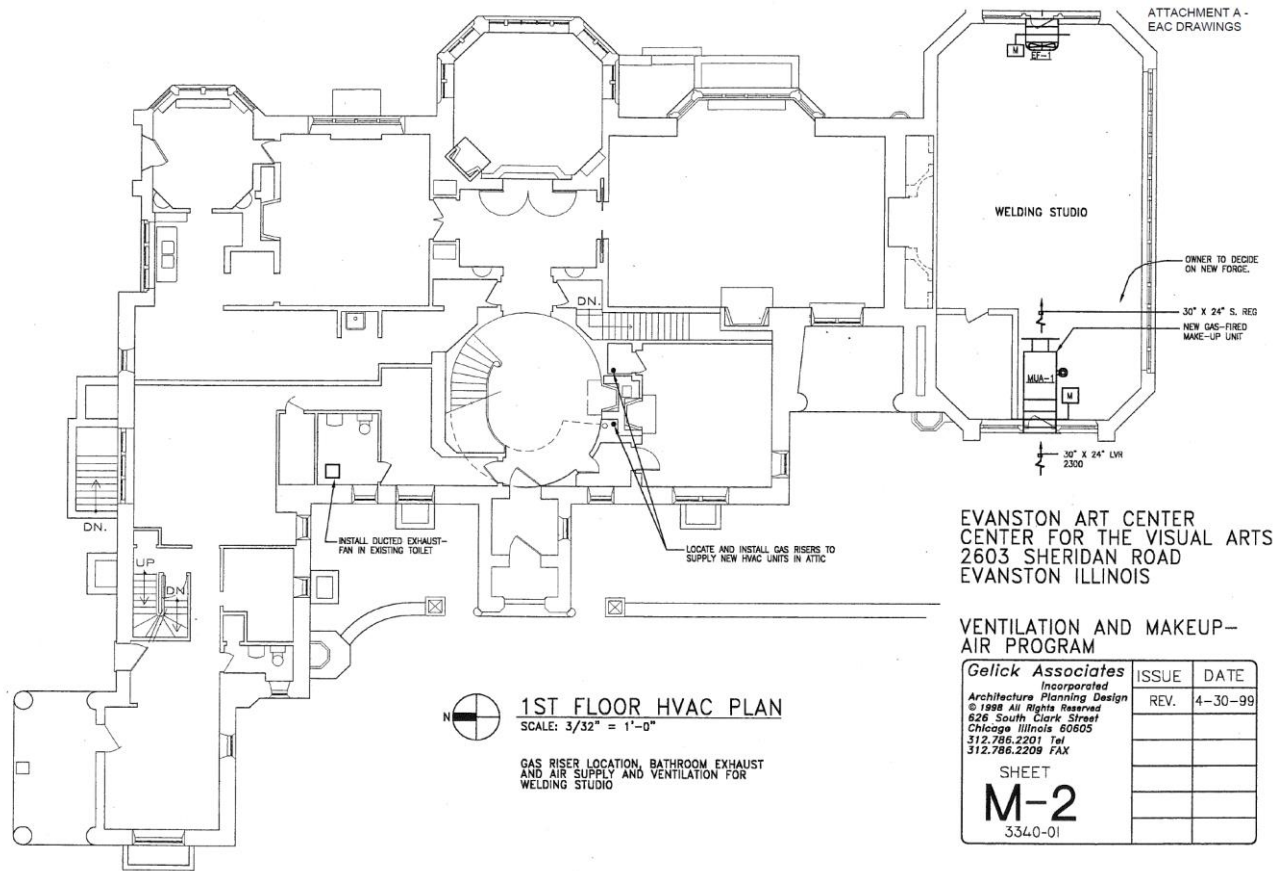 ATTACHMENT A -
EAC DRAWINGS
M
EF-1
WELDING STUDIO
OWNER TO DECIDE
ON NEW FORGE.
30" X 24" S. REG
NEW GAS-FIRED
MAKE-UP UNIT
MUA-1
M
30" X 24" LVR
2300
DN.
DN.
UP
DN
INSTALL DUCTED EXHAUST-
FAN IN EXISTING TOILET
LOCATE AND INSTALL GAS RISERS TO
SUPPLY NEW HVAC UNITS IN ATTIC
EVANSTON ART CENTER
CENTER FOR THE VISUAL ARTS
2603 SHERIDAN ROAD
EVANSTON ILLINOIS
VENTILATION AND MAKEUP-
AIR PROGRAM
N
1ST FLOOR HVAC PLAN
SCALE: 3/32" = 1'-0"
GAS RISER LOCATION, BATHROOM EXHAUST
AND AIR SUPPLY AND VENTILATION FOR
WELDING STUDIO
Gelick Associates
Incorporated
Architecture Planning Design
© 1998 All Rights Reserved
626 South Clark Street
Chicago Illinois 60605
312.786.2201 Tel
312.786.2209 FAX
SHEET
M-2
3340-01
ISSUE DATE
REV. 4-30-99